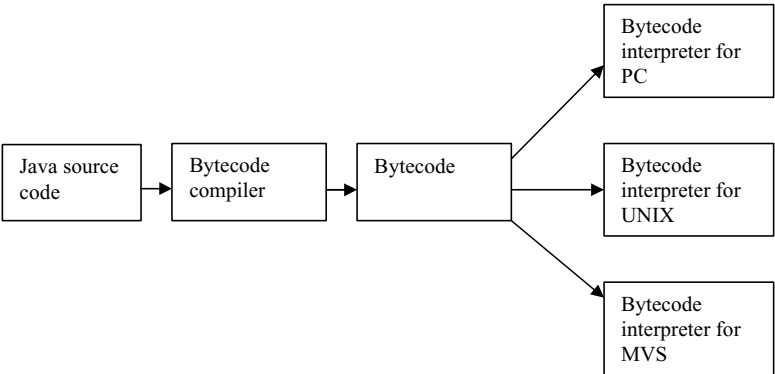 Java source
code
Bytecode
compiler
Bytecode
Bytecode
interpreter for
PC
Bytecode
interpreter for
UNIX
Bytecode
interpreter for
MVS